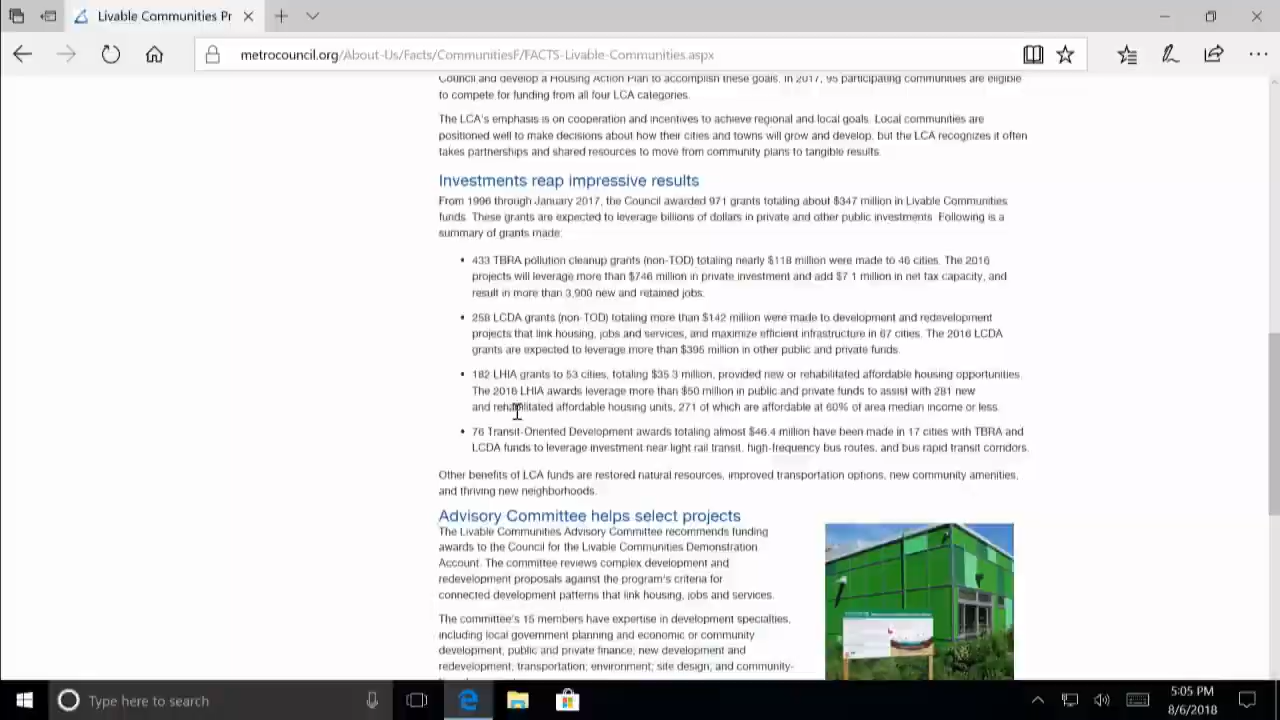 Livable Communities Pr
metrocouncil.org/About-Us/Facts/CommunitiesF/FACTS-Livable-Communities.aspx
Council and develop a Housing Action Plan to accomplish these goals. In 2017, 95 participating communities are eligible
to compete for funding from all four LCA categories.
The LCA's emphasis is on cooperation and incentives to achieve regional and local goals. Local communities are
positioned well to make decisions about how their cities and towns will grow and develop, but the LCA recognizes it often
takes partnerships and shared resources to move from community plans to tangible results.
Investments reap impressive results
From 1996 through January 2017, the Council awarded 971 grants totaling about $347 million in Livable Communities
funds. These grants are expected to leverage billions of dollars in private and other public investments. Following is a
summary of grants made:
• 433 TBRA pollution cleanup grants (non-TOD) totaling nearly $118 million were made to 46 cities. The 2016
projects will leverage more than $746 million in private investment and add $7.1 million in net tax capacity, and
result in more than 3,900 new and retained jobs.
• 258 LCDA grants (non-TOD) totaling more than $142 million were made to development and redevelopment
projects that link housing, jobs and services, and maximize efficient infrastructure in 67 cities. The 2016 LCDA
grants are expected to leverage more than $395 million in other public and private funds.
• 182 LHIA grants to 53 cities, totaling $35.3 million, provided new or rehabilitated affordable housing opportunities.
The 2016 LHIA awards leverage more than $50 million in public and private funds to assist with 281 new
and rehabilitated affordable housing units, 271 of which are affordable at 60% of area median income or less.
• 76 Transit-Oriented Development awards totaling almost $46.4 million have been made in 17 cities with TBRA and
LCDA funds to leverage investment near light rail transit, high-frequency bus routes, and bus rapid transit corridors.
Other benefits of LCA funds are restored natural resources, improved transportation options, new community amenities,
and thriving new neighborhoods.
Advisory Committee helps select projects
The Livable Communities Advisory Committee recommends funding
awards to the Council for the Livable Communities Demonstration
Account. The committee reviews complex development and
redevelopment proposals against the program's criteria for
connected development patterns that link housing, jobs and services.
The committee's 15 members have expertise in development specialties,
including local government planning and economic or community
development; public and private finance; new development and
redevelopment; transportation; environment; site design; and community-
Type here to search
5:05 PM
8/6/2018